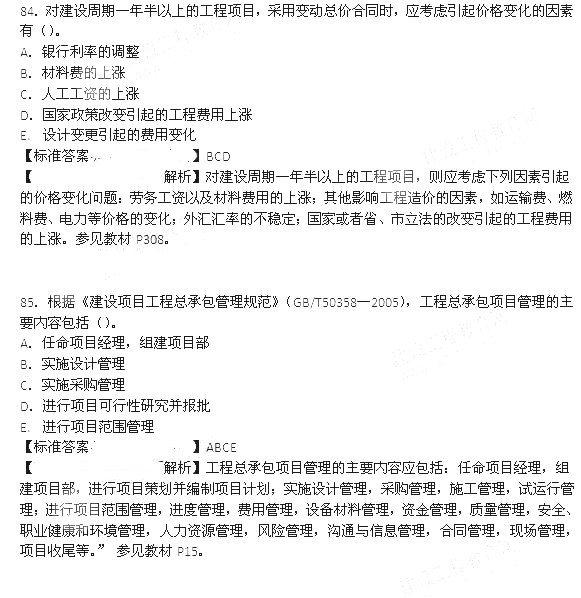 84. 对建设周期一年半以上的工程项目，采用变动总价合同时，应考虑引起价格变化的因素
有（）。
A. 银行利率的调整
B. 材料费的上涨
C. 人工工资的上涨
D. 国家政策改变引起的工程费用上涨
E. 设计变更引起的费用变化
【标准答案 】BCD
【 解析】对建设周期一年半以上的工程项目，则应考虑下列因素引起
的价格变化问题：劳务工资以及材料费用的上涨；其他影响工程造价的因素，如运输费、燃
料费、电力等价格的变化；外汇汇率的不稳定；国家或者省、市立法的改变引起的工程费用
的上涨。参见教材 P308。
85. 根据《建设项目工程总承包管理规范》（GB/T50358—2005），工程总承包项目管理的主
要内容包括（）。
A. 任命项目经理，组建项目部
B. 实施设计管理
C. 实施采购管理
D. 进行项目可行性研究并报批
E. 进行项目范围管理
【标准答案 】ABCE
【 解析】工程总承包项目管理的主要内容应包括：任命项目经理，组
建项目部，进行项目策划并编制项目计划；实施设计管理，采购管理，施工管理，试运行管
理；进行项目范围管理，进度管理，费用管理，设备材料管理，资金管理，质量管理，安全、
职业健康和环境管理，人力资源管理，风险管理，沟通与信息管理，合同管理，现场管理，
项目收尾等。” 参见教材 P15。